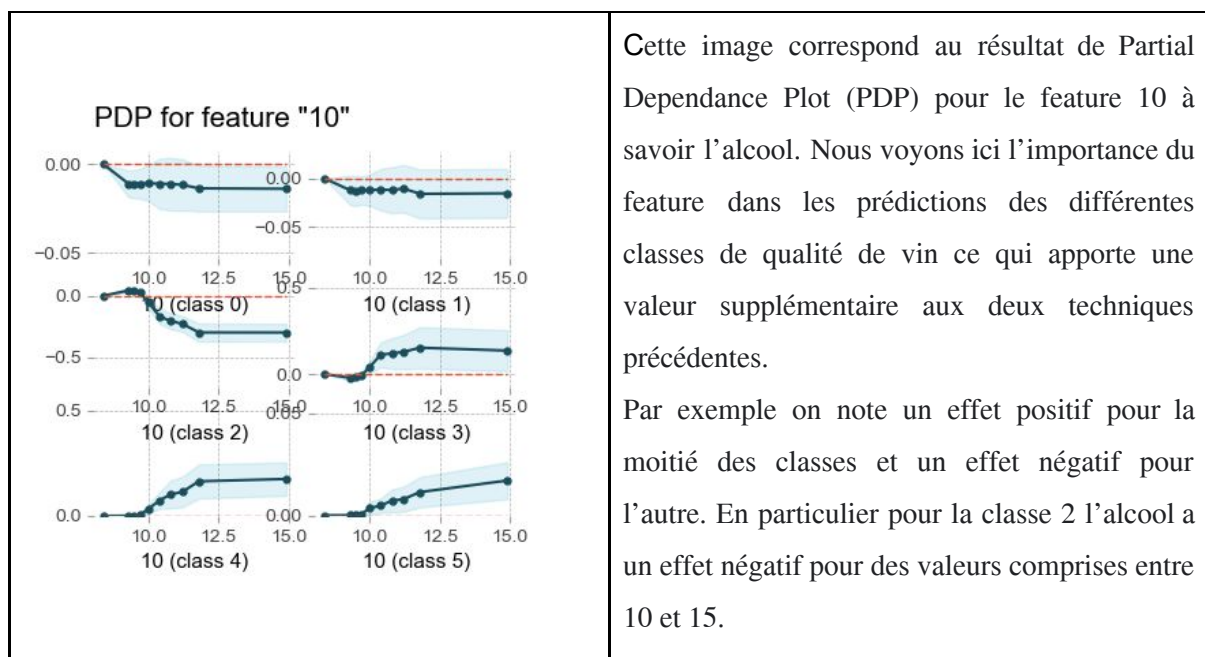 PDP for feature "10"
0.00
−0.05
10.0 12.5 15.0
10 (class 0)
0.00
−0.05
10.0 12.5 15.0
10 (class 1)
0.0
−0.5
10.0 12.5 15.0
10 (class 2)
0.5
0.0
10.0 12.5 15.0
10 (class 3)
0.5
0.0
10.0 12.5 15.0
10 (class 4)
0.05
0.00
10.0 12.5 15.0
10 (class 5)
Cette image correspond au résultat de Partial
Dependance Plot (PDP) pour le feature 10 à
savoir l’alcool. Nous voyons ici l’importance du
feature dans les prédictions des différentes
classes de qualité de vin ce qui apporte une
valeur supplémentaire aux deux techniques
précédentes.
Par exemple on note un effet positif pour la
moitié des classes et un effet négatif pour
l’autre. En particulier pour la classe 2 l’alcool a
un effet négatif pour des valeurs comprises entre
10 et 15.